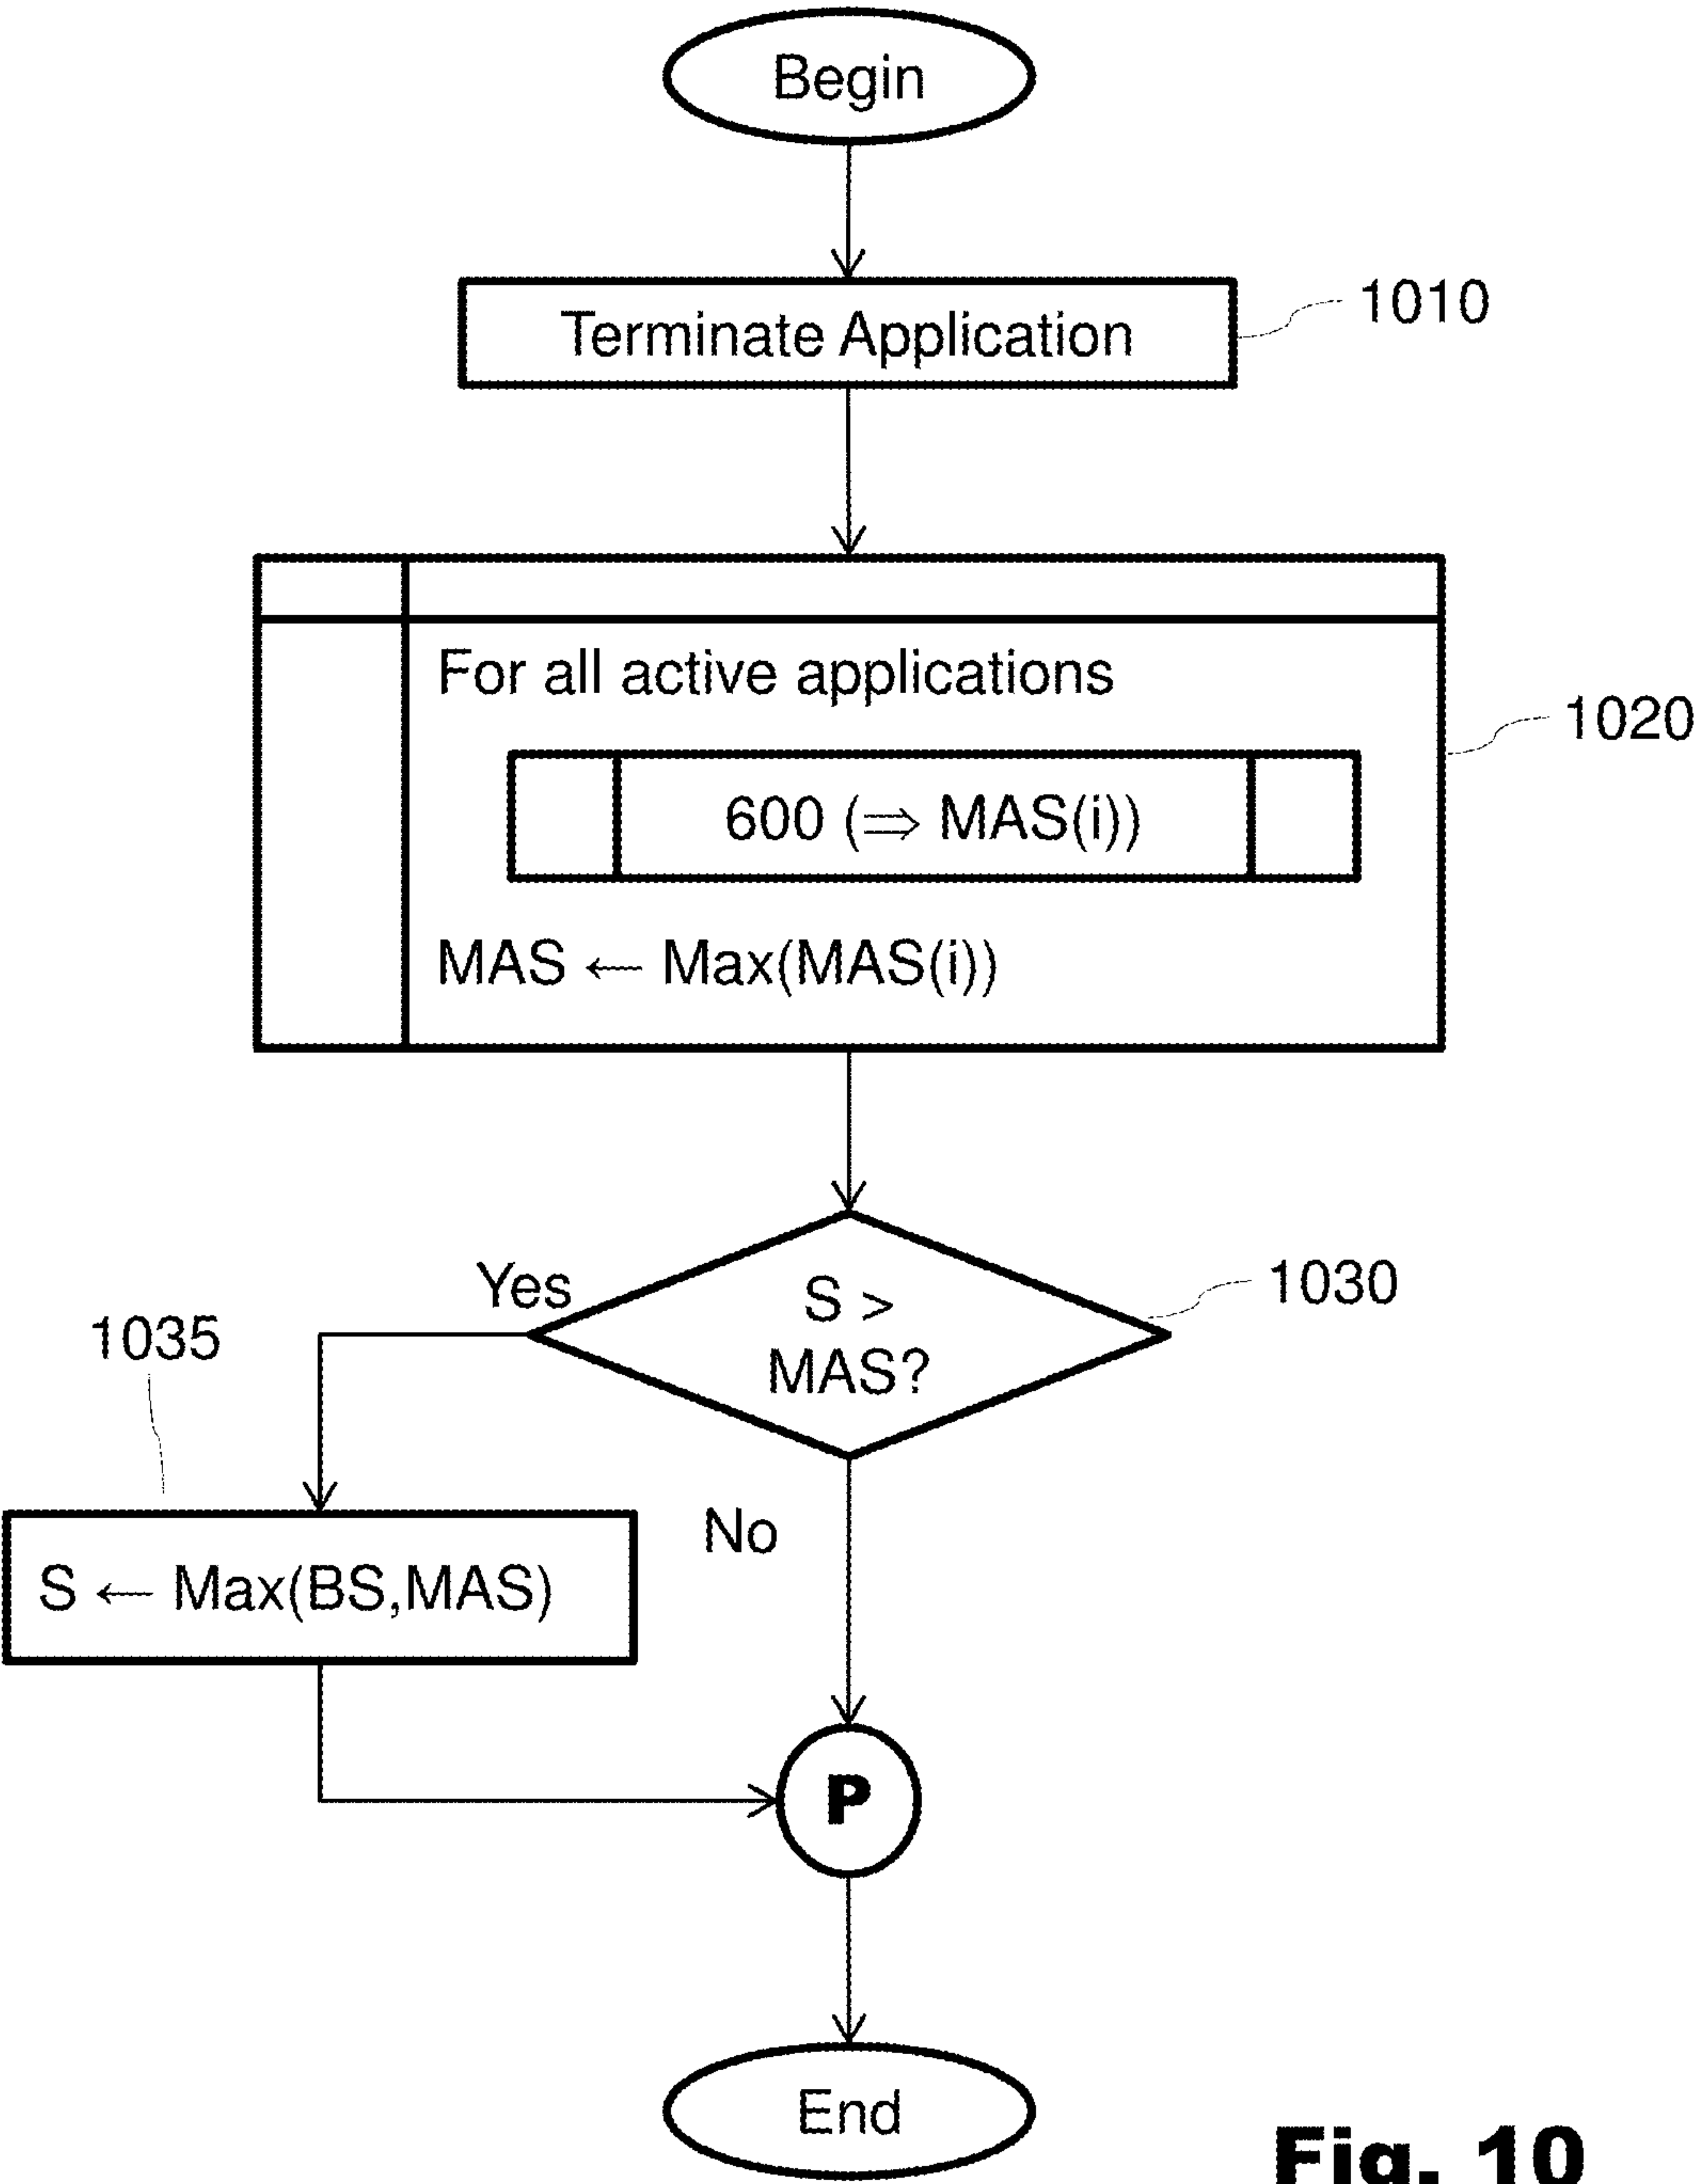 Begin
Terminate Application
1010
For all active applications
1020
600 (⇒ MAS(i))
MAS ← Max(MAS(i))
Yes
S >
MAS?
1030
1035
No
S ← Max(BS,MAS)
P
End
Fig. 10